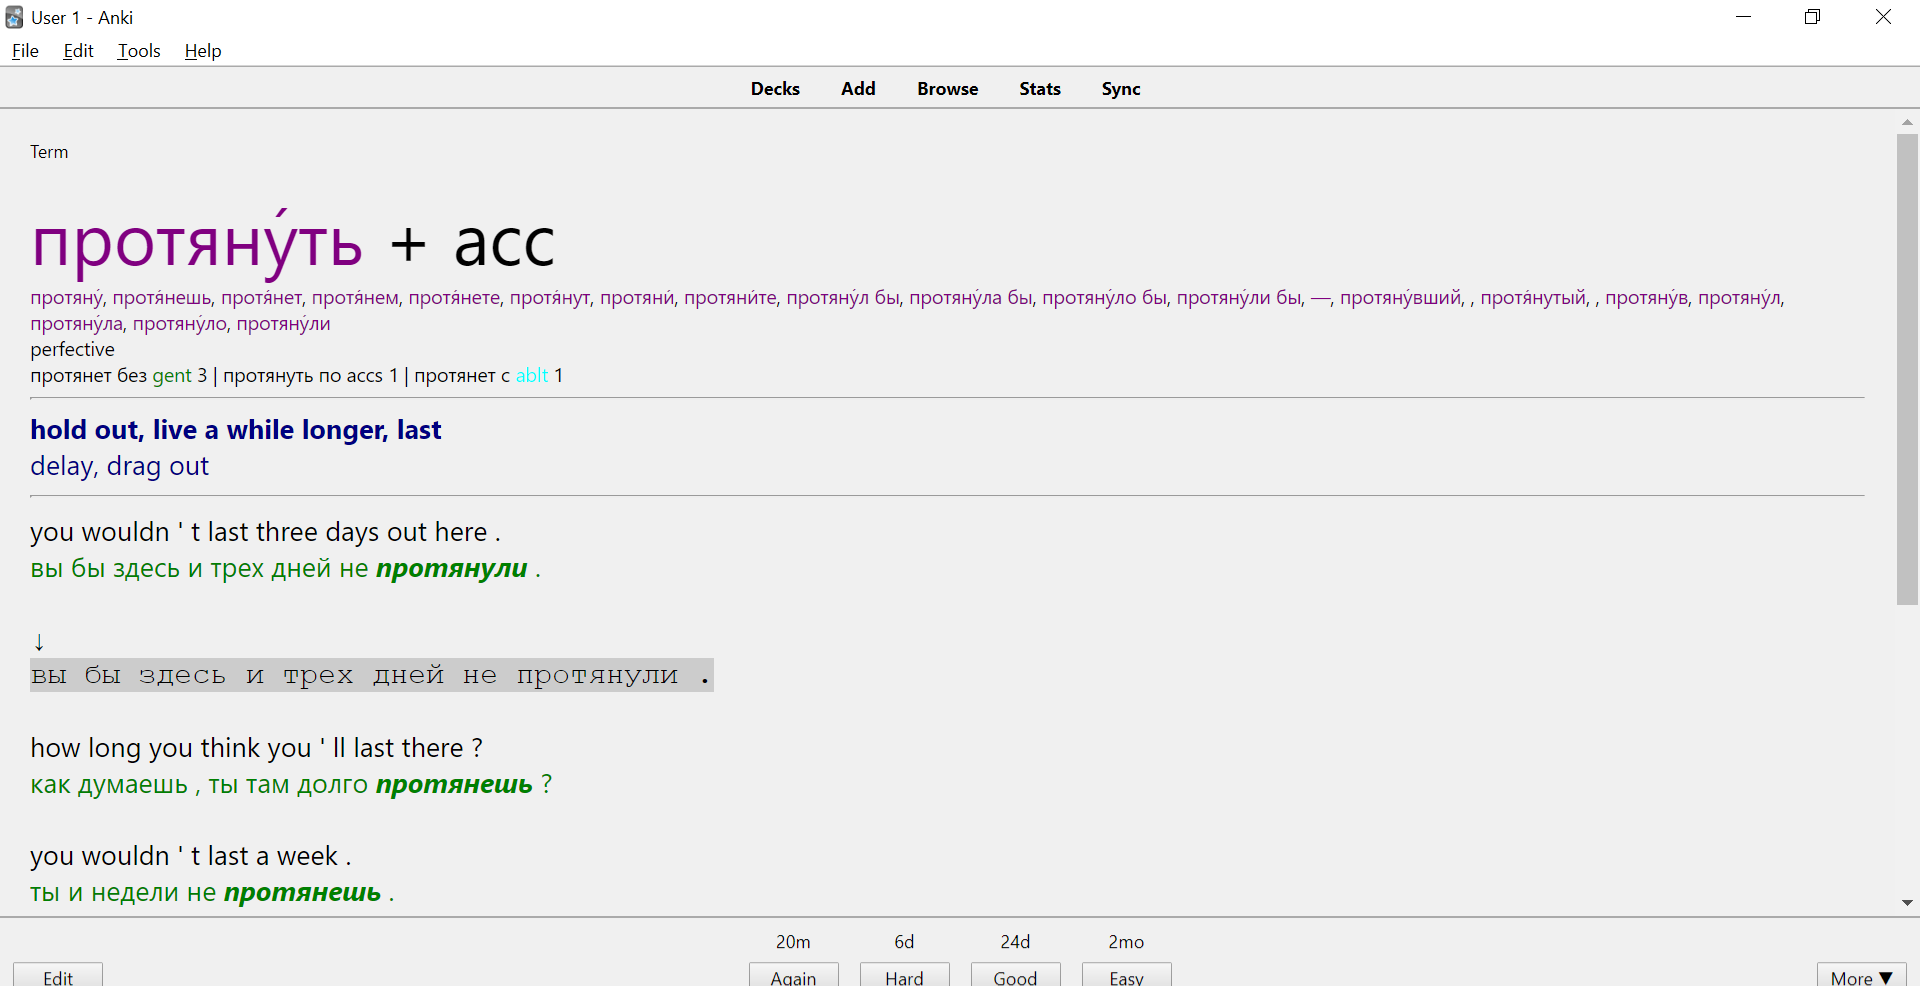 User 1 - Anki
File Edit Tools Help
Decks Add Browse Stats Sync
Term
протяну́ть + acc
протяну́, протя́нешь, протя́нет, протя́нем, протя́нете, протя́нут, протяни́, протяни́те, протяну́л бы, протяну́ла бы, протяну́ло бы, протяну́ли бы, —, протяну́вший, , протя́нутый, , протяну́в, протяну́л,
протяну́ла, протяну́ло, протяну́ли
perfective
протянет без gent 3 | протянуть по accs 1 | протянет с ablt 1
hold out, live a while longer, last
delay, drag out
you wouldn ' t last three days out here .
вы бы здесь и трех дней не протянули .
↓
вы бы здесь и трех дней не протянули .
how long you think you ' ll last there ?
как думаешь , ты там долго протянешь ?
you wouldn ' t last a week .
ты и недели не протянешь .
20m 6d 24d 2mo
Edit Again Hard Good Easy More ▼